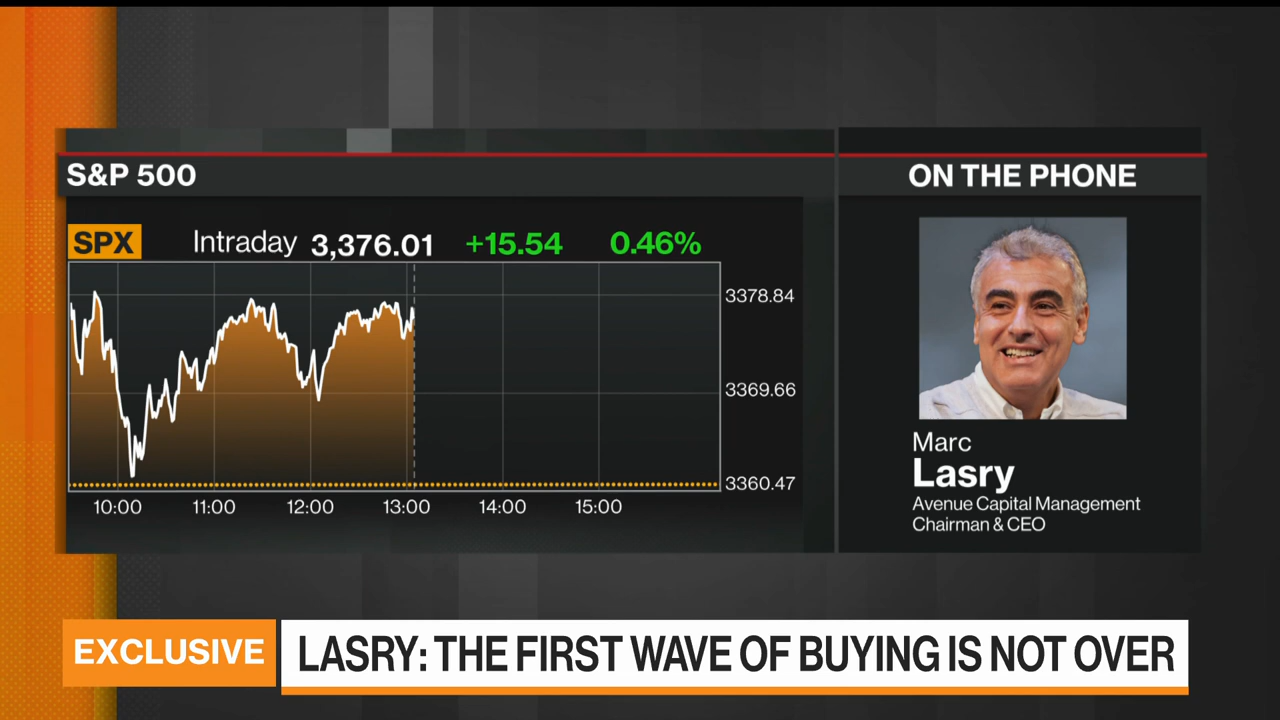 S&P 500
SPX Intraday 3,376.01 +15.54 0.46%
3378.84
3369.66
3360.47
10:00 11:00 12:00 13:00 14:00 15:00
ON THE PHONE
Marc
Lasry
Avenue Capital Management
Chairman & CEO
EXCLUSIVE
LASRY: THE FIRST WAVE OF BUYING IS NOT OVER